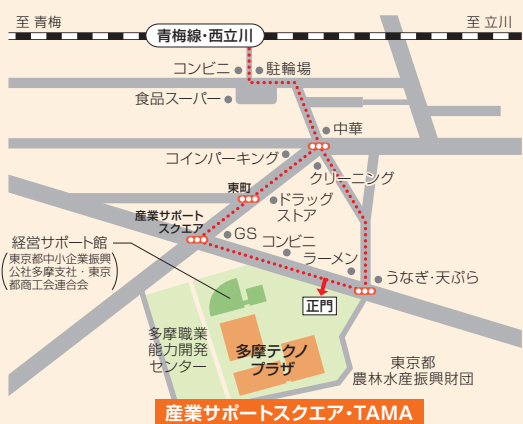 至 青梅
至 立川
青梅線・西立川
コンビニ
駐輪場
食品スーパー
中華
コインパーキング
クリーニング
東町
ドラッグ
ストア
産業サポート
スクエア
GS
コンビニ
ラーメン
うなぎ・天ぷら
経営サポート館
(東京都中小企業振興
公社多摩支社・東京
都商工会連合会)
正門
多摩職業
能力開発
センター
多摩テクノ
プラザ
東京都
農林水産振興財団
産業サポートスクエア・TAMA